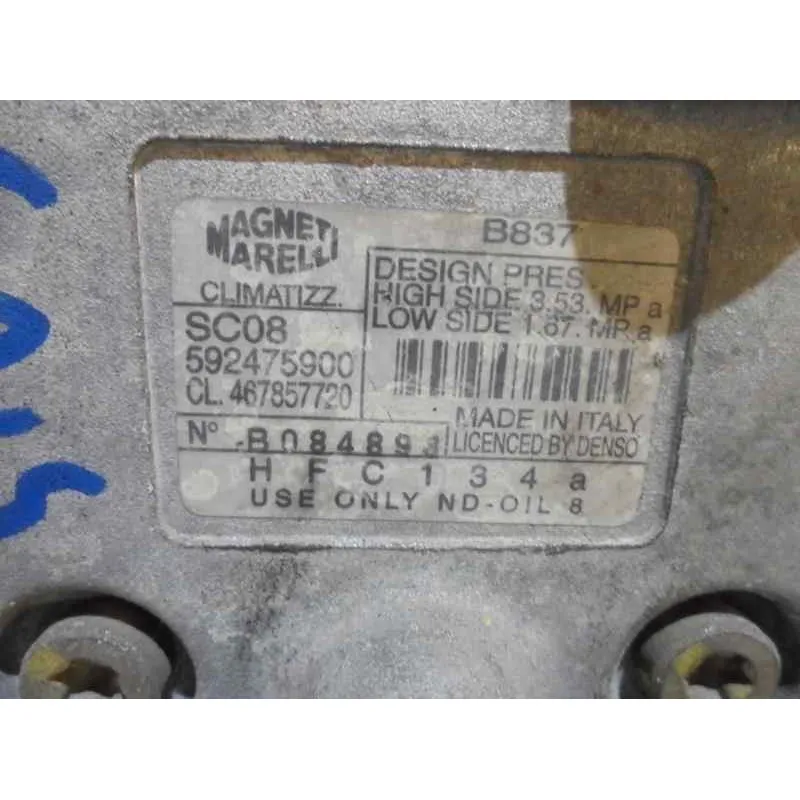 MAGNETI
MARELLI
CLIMATIZZ.
SC08
592475900
CL. 467857720
B837
DESIGN PRES
HIGH SIDE 3.53. MPa
LOW SIDE 1.67. MPa
MADE IN ITALY
LICENCED BY DENSO
N°
HFC134a
USE ONLY ND-OIL 8